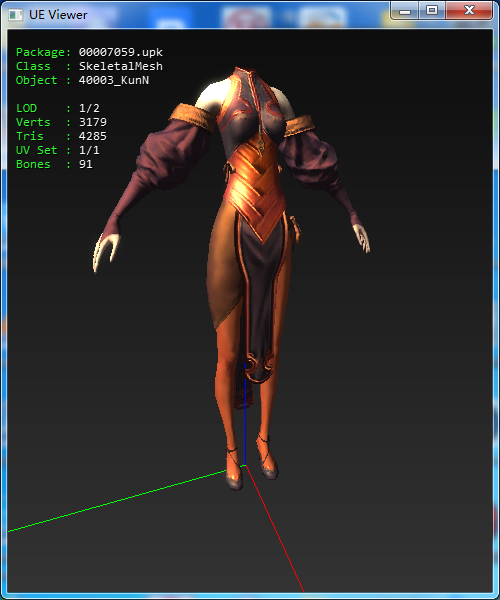 UE Viewer
Package: 00007059.upk
Class : SkeletalMesh
Object : 40003_KunN
LOD : 1/2
Verts : 3179
Tris : 4285
UV Set : 1/1
Bones : 91